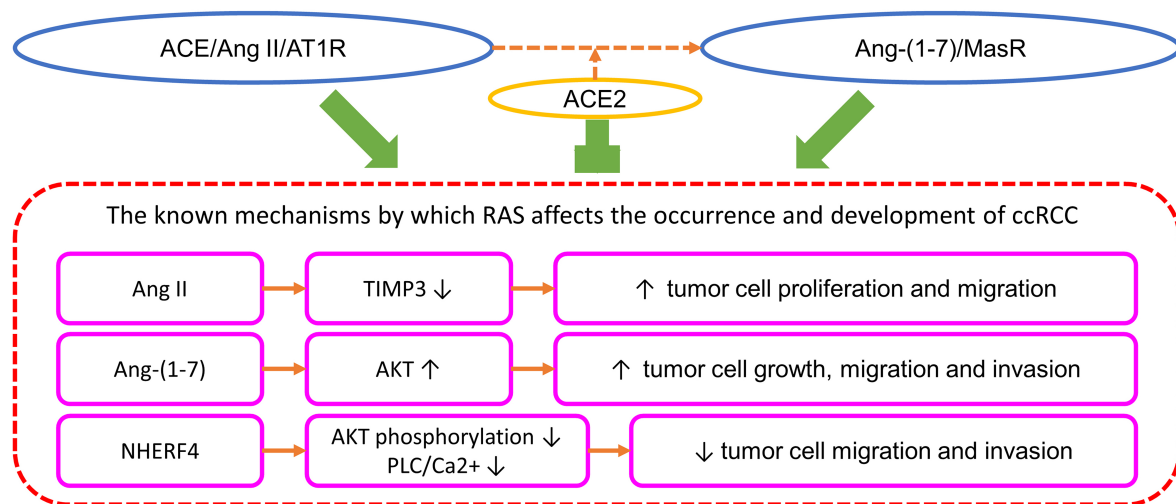 ACE/Ang II/AT1R
Ang-(1-7)/MasR
ACE2
The known mechanisms by which RAS affects the occurrence and development of ccRCC
Ang II
TIMP3 ↓
↑ tumor cell proliferation and migration
Ang-(1-7)
AKT ↑
↑ tumor cell growth, migration and invasion
NHERF4
AKT phosphorylation ↓
PLC/Ca2+ ↓
↓ tumor cell migration and invasion